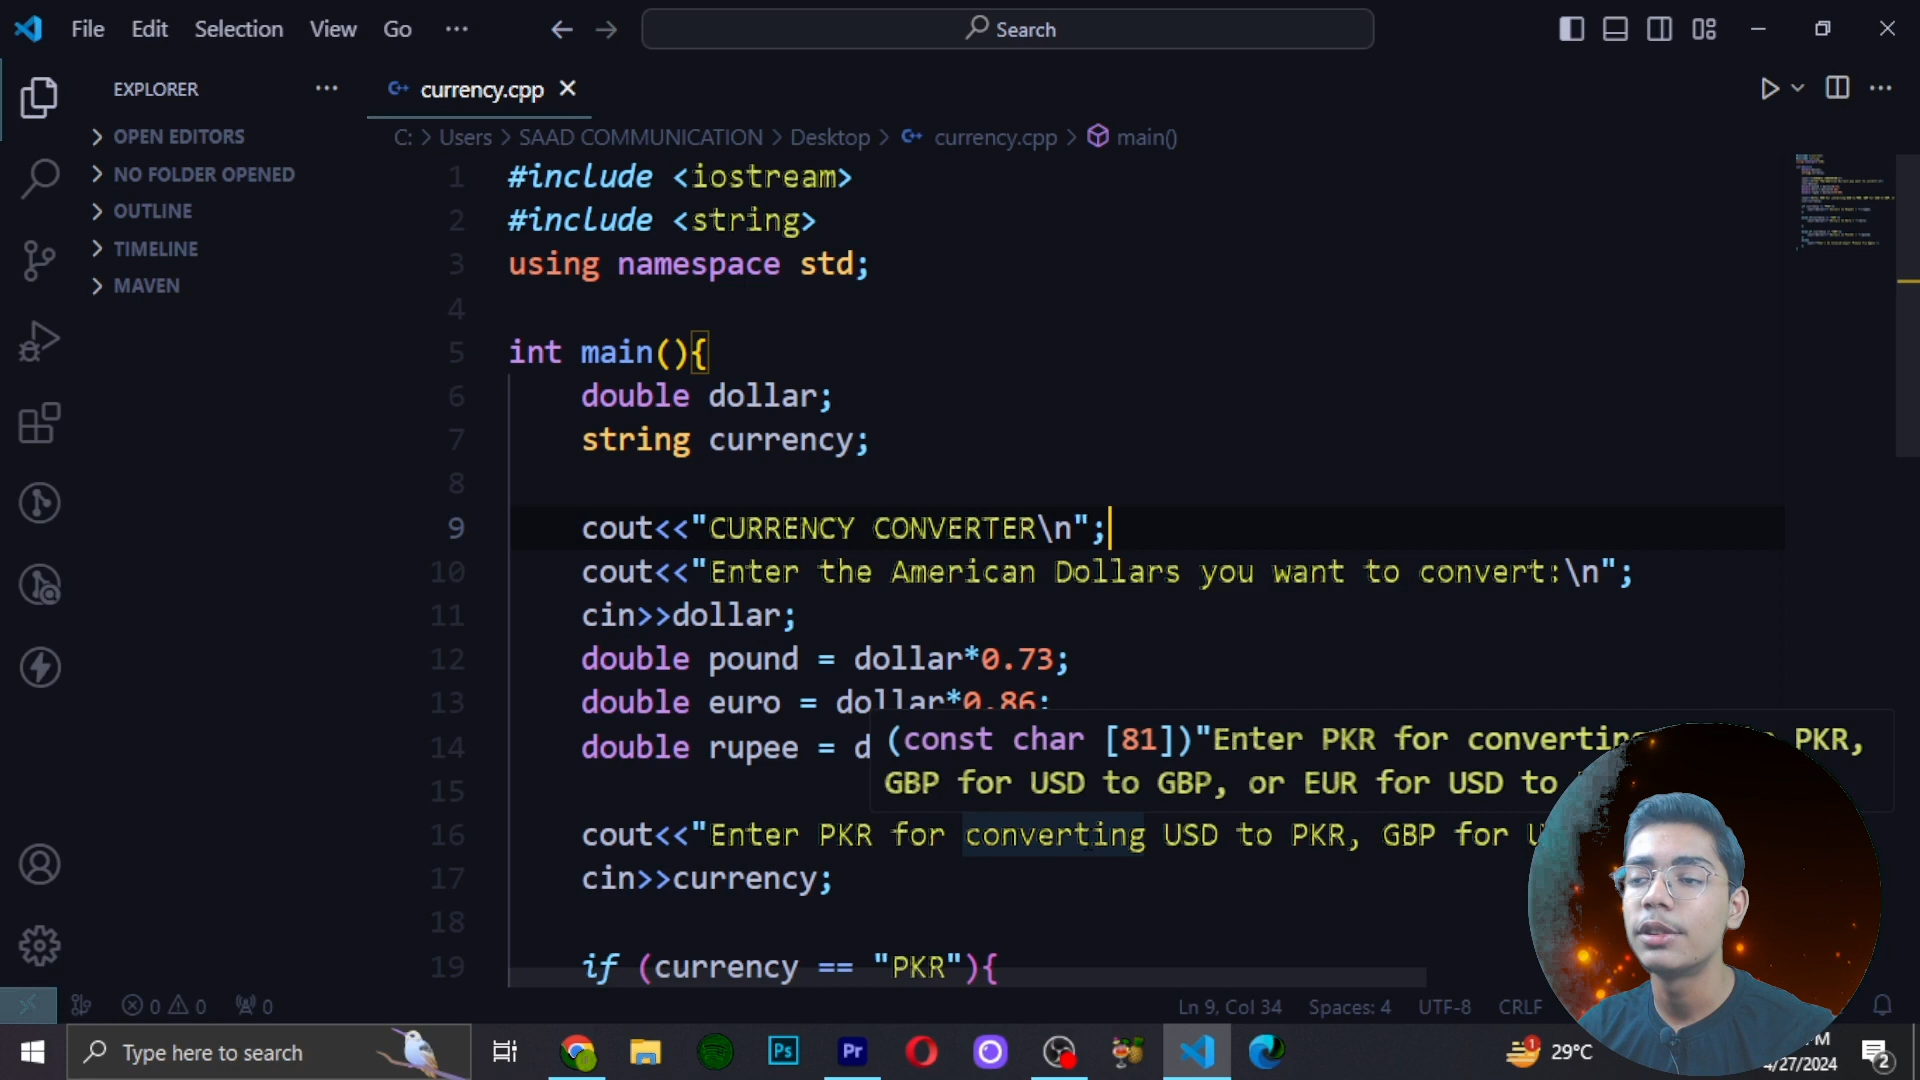 File Edit Selection View Go ··· Search
EXPLORER ··· currency.cpp
OPEN EDITORS
NO FOLDER OPENED
OUTLINE
TIMELINE
MAVEN
C: > Users > SAAD COMMUNICATION > Desktop > currency.cpp > main()
1 #include <iostream>
2 #include <string>
3 using namespace std;
4
5 int main(){
6 double dollar;
7 string currency;
8
9 cout<<"CURRENCY CONVERTER\n";
10 cout<<"Enter the American Dollars you want to convert:\n";
11 cin>>dollar;
12 double pound = dollar*0.73;
13 double euro = dollar*0.86;
14 double rupee = d
(const char [81])"Enter PKR for converting PKR,
GBP for USD to GBP, or EUR for USD to
15
16 cout<<"Enter PKR for converting USD to PKR, GBP for U
17 cin>>currency;
18
19 if (currency == "PKR"){
0 0 0 Ln 9, Col 34 Spaces: 4 UTF-8 CRLF
Type here to search Ps Pr 1 29°C M
4/27/2024 2